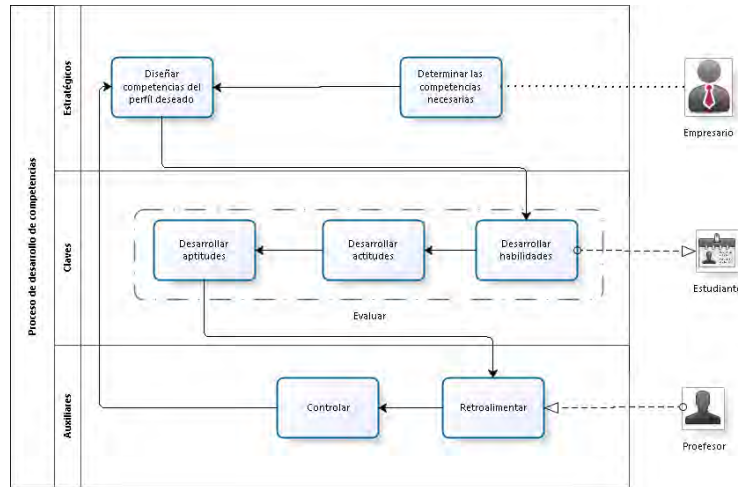 Proceso de desarrollo de competencias
Estratégicos
Diseñar
competencias del
perfíl deseado
Determinar las
competencias
necesarias
Empresario
Claves
Desarrollar
aptitudes
Desarrollar
actitudes
Desarrollar
habilidades
Evaluar
Estudiante
Auxiliares
Controlar
Retroalimentar
Proefesor